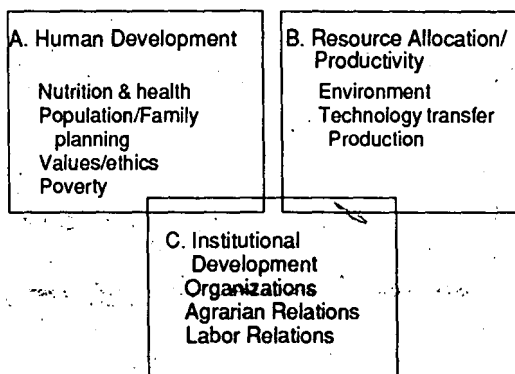 A. Human Development
Nutrition & health
Population/Family
planning
Values/ethics
Poverty
B. Resource Allocation/
Productivity
Environment
Technology transfer
Production
C. Institutional
Development
Organizations
Agrarian Relations
Labor Relations